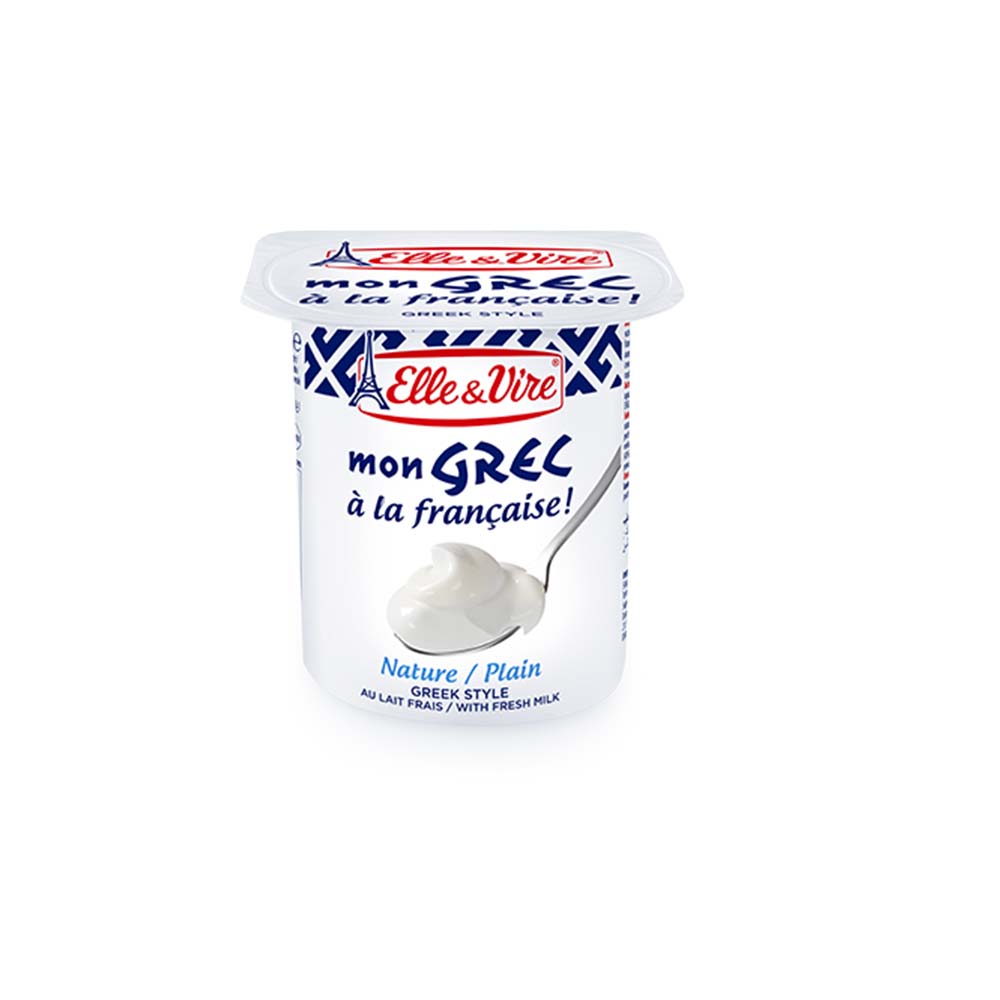 Elle & Vire
mon GREC
à la française!
GREEK STYLE
Elle & Vire®
mon GREC
à la française!
Nature / Plain
GREEK STYLE
AU LAIT FRAIS / WITH FRESH MILK